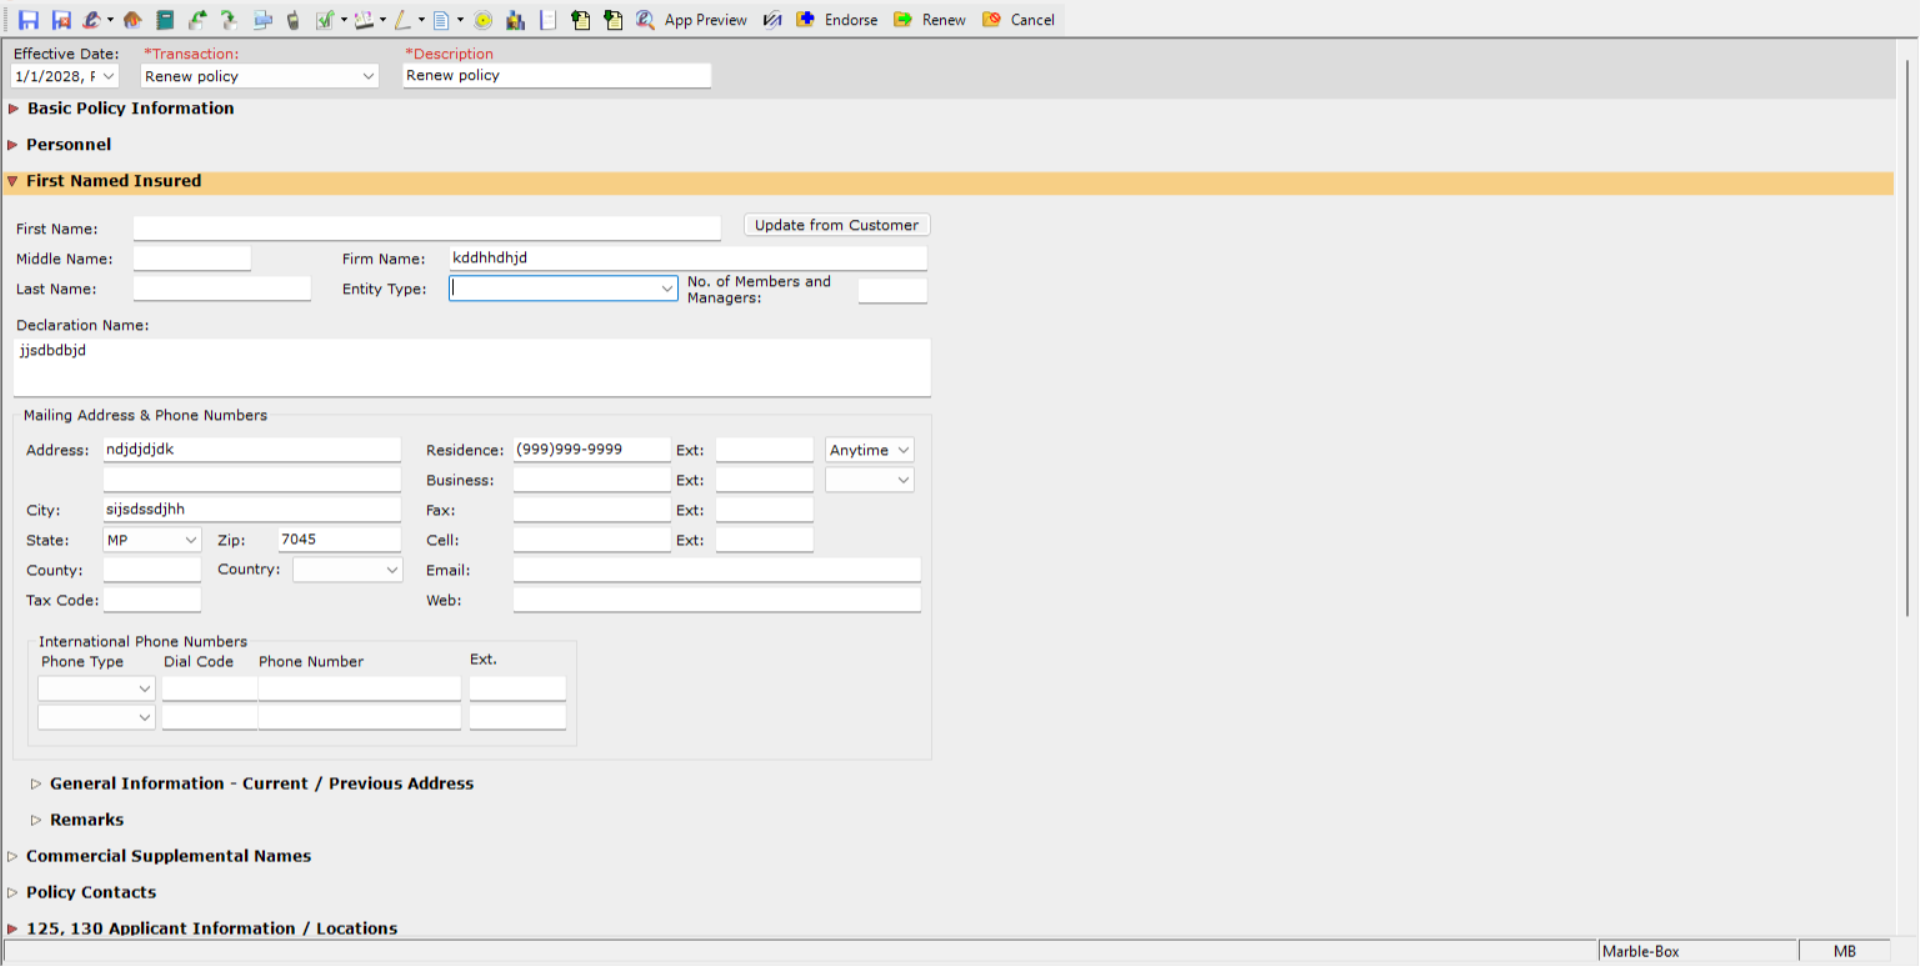 App Preview Endorse Renew Cancel
Effective Date: *Transaction: *Description
1/1/2028, F Renew policy Renew policy
Basic Policy Information
Personnel
First Named Insured
First Name: Update from Customer
Middle Name: Firm Name: kddhhdhjd
Last Name: Entity Type: No. of Members and
Managers:
Declaration Name:
jjsdbdbjd
Mailing Address & Phone Numbers
Address: ndjdjdjdk Residence: (999)999-9999 Ext: Anytime
Business: Ext:
City: sijsdssdjhh Fax: Ext:
State: MP Zip: 7045 Cell: Ext:
County: Country: Email:
Tax Code: Web:
International Phone Numbers
Phone Type Dial Code Phone Number Ext.
General Information - Current / Previous Address
Remarks
Commercial Supplemental Names
Policy Contacts
125, 130 Applicant Information / Locations
Marble-Box MB